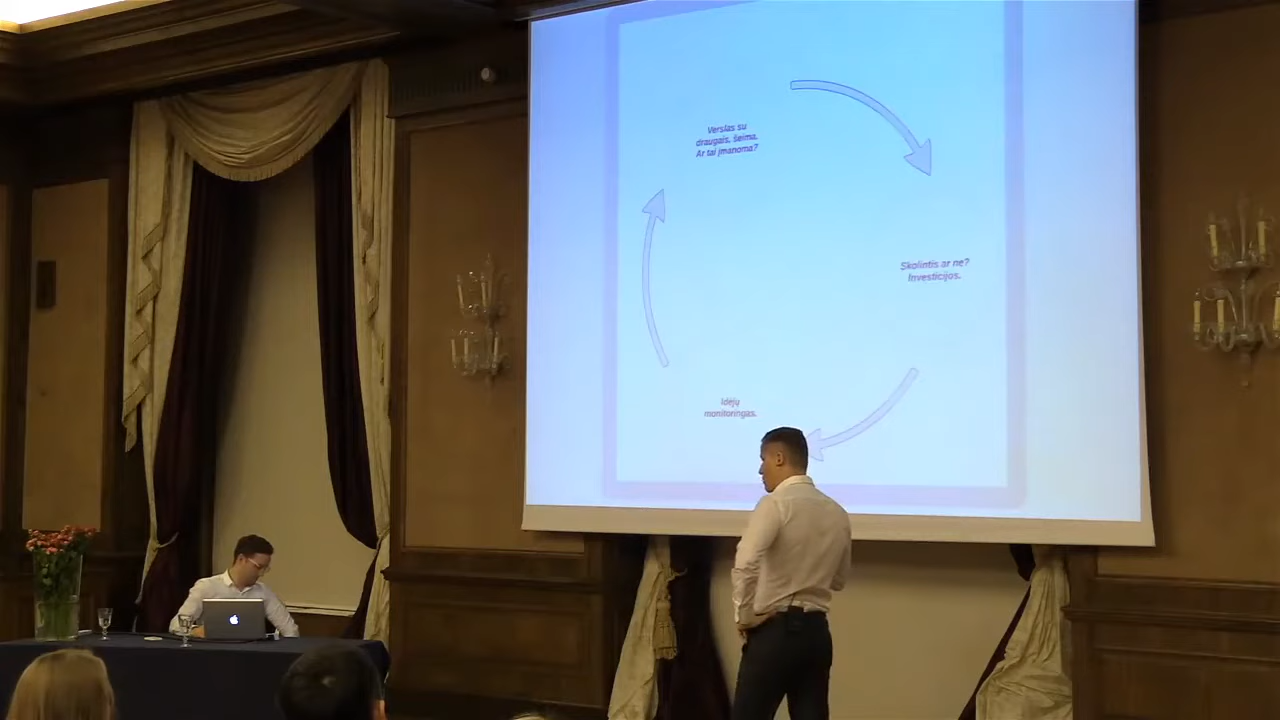 Verslas su
draugais, šeima.
Ar tai įmanoma?
Skolintis ar ne?
Investicijos.
Idėjų
monitoringas.